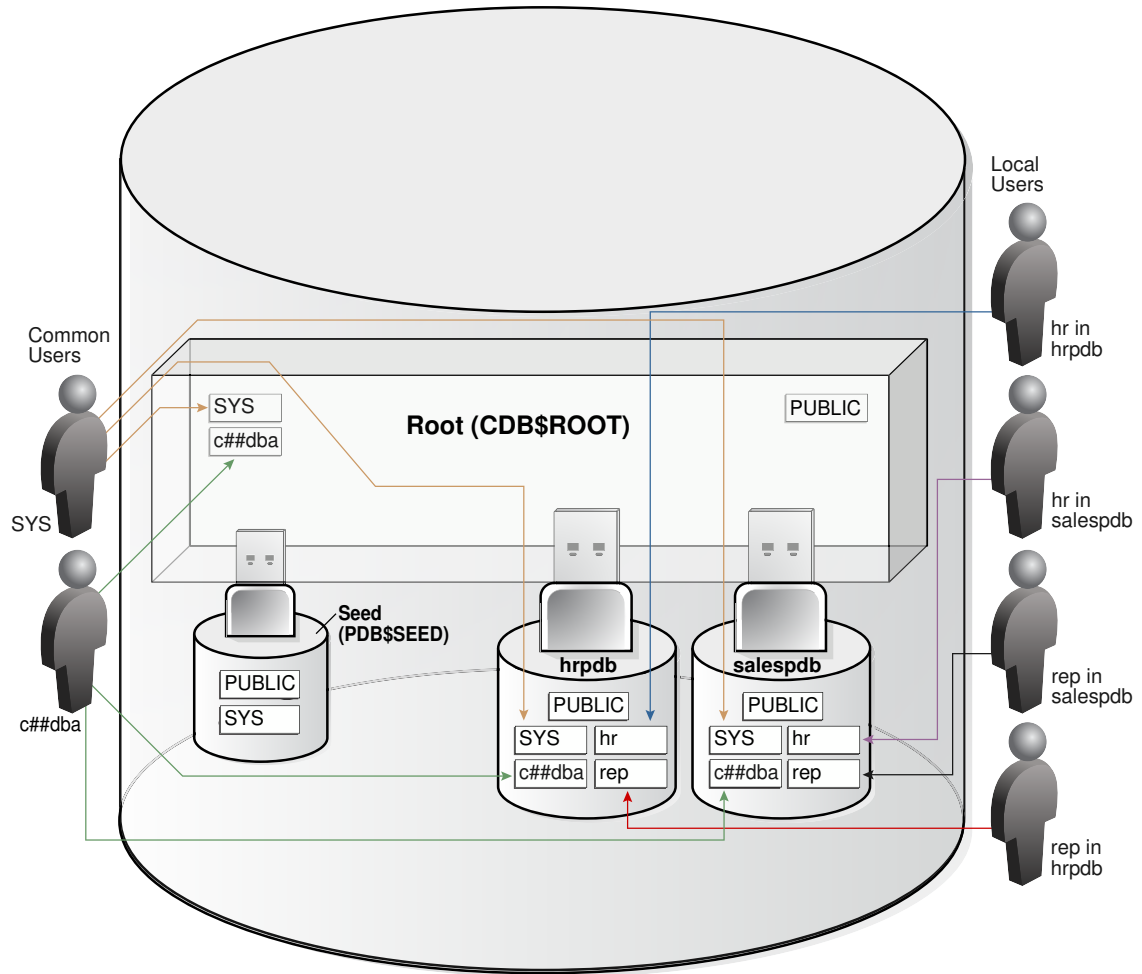 Local
Users
hr in
hrpdb
Common
Users
SYS
SYS
c##dba
Root (CDB$ROOT)
PUBLIC
hr in
salespdb
c##dba
Seed
(PDB$SEED)
PUBLIC
SYS
hrpdb
PUBLIC
SYS
hr
c##dba
rep
salespdb
PUBLIC
SYS
hr
c##dba
rep
rep in
salespdb
rep in
hrpdb